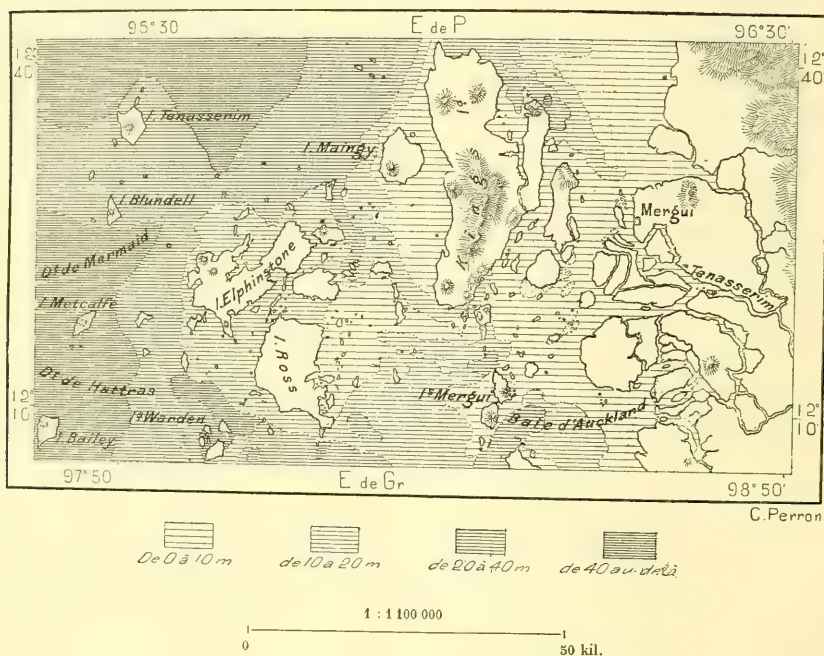 95°30
E de P
96°30'
12°
40'
12°
40'
I. Tenasserim
I. Maingy
I. Blundell
Mergui
Dt de Mermaid
I. Elphinstone
Tenasserim
I. Metcalfe
I. Ross
Dt de Hattras
Is Mergui
12°
10'
Is Warden
Baie d'Auckland
12°
10'
I. Bailey
97°50
E de Gr
98°50'
C. Perron
De 0 à 10 m
de 10 à 20 m
de 20 à 40 m
de 40 au-delà
1 : 1 100 000
0
50 kil.